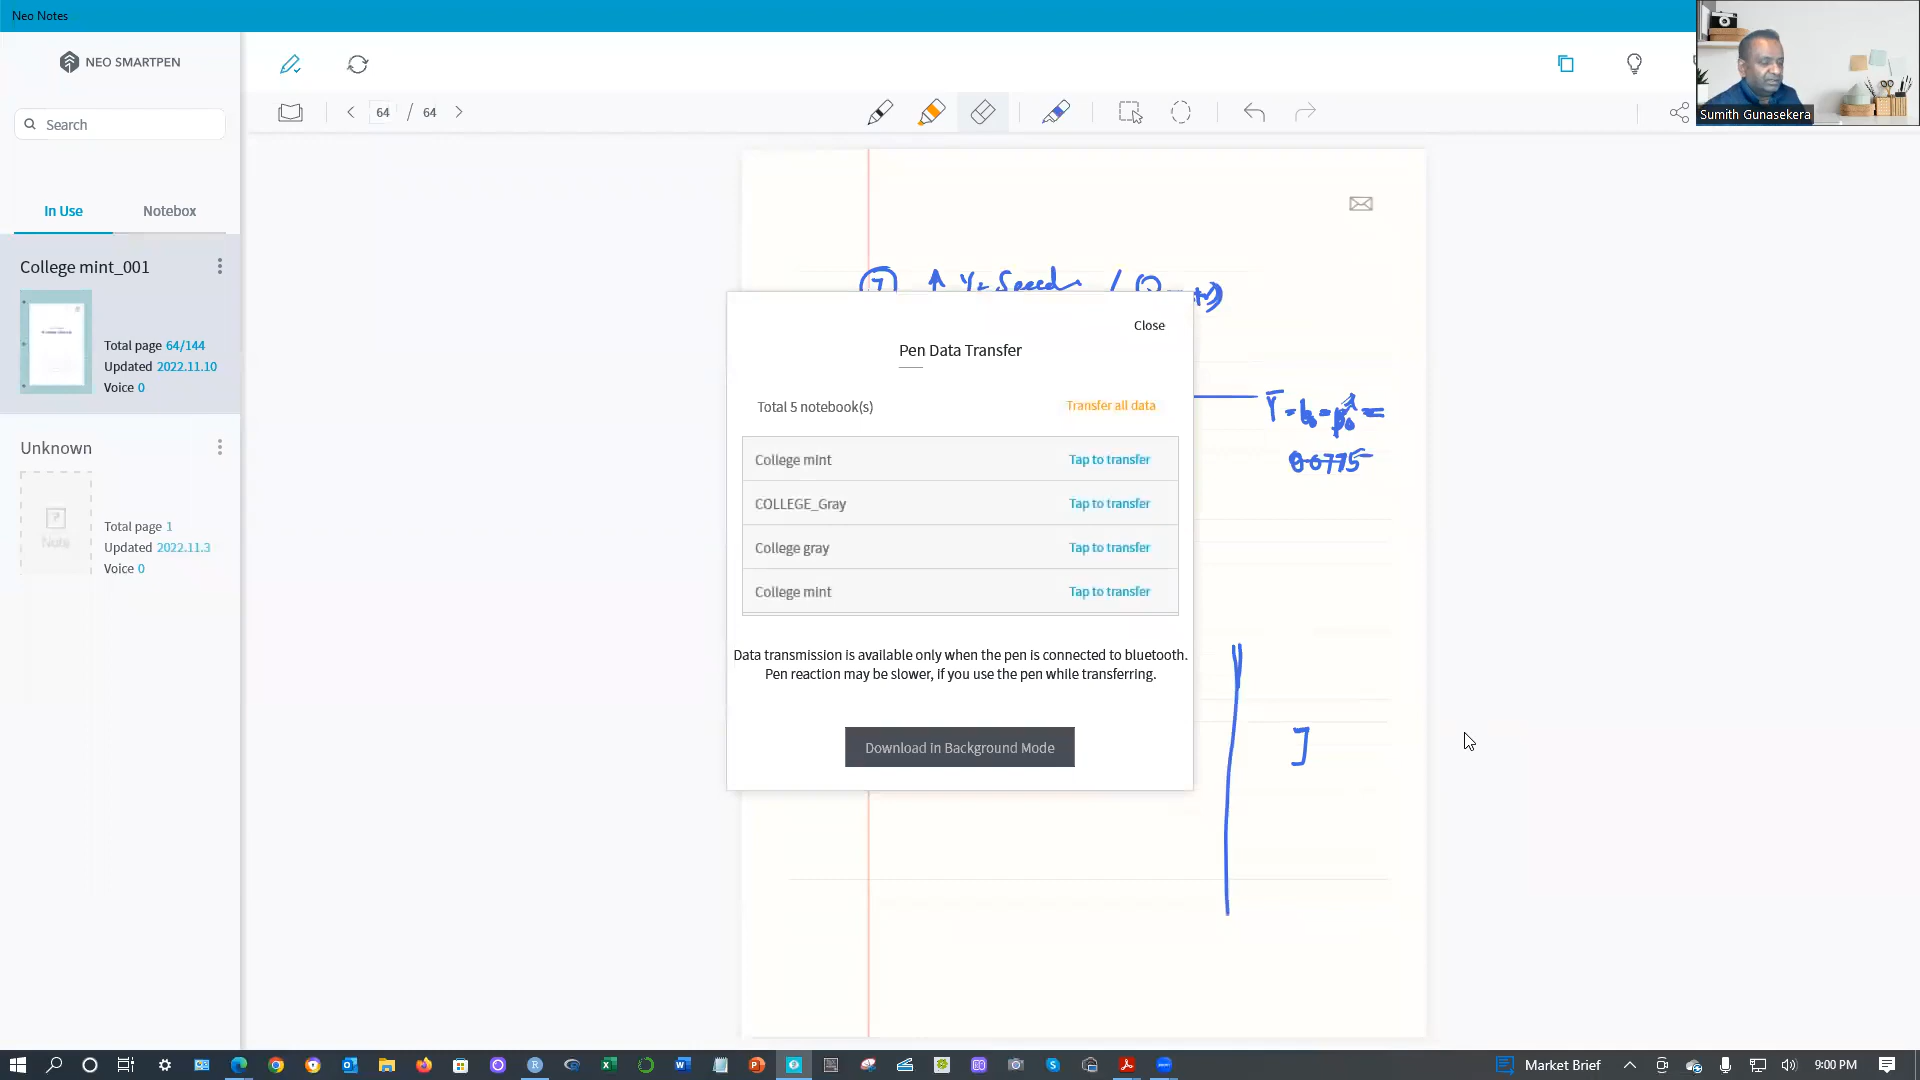 Neo Notes
NEO SMARTPEN
Search
In Use
Notebox
College mint_001
Total page 64/144
Updated 2022.11.10
Voice 0
Unknown
Note
Total page 1
Updated 2022.11.3
Voice 0
64 / 64
Sumith Gunasekera
Close
Pen Data Transfer
Total 5 notebook(s)
Transfer all data
College mint
Tap to transfer
COLLEGE_Gray
Tap to transfer
College gray
Tap to transfer
College mint
Tap to transfer
Data transmission is available only when the pen is connected to bluetooth.
Pen reaction may be slower, if you use the pen while transferring.
Download in Background Mode
0.0775
]
Market Brief
9:00 PM